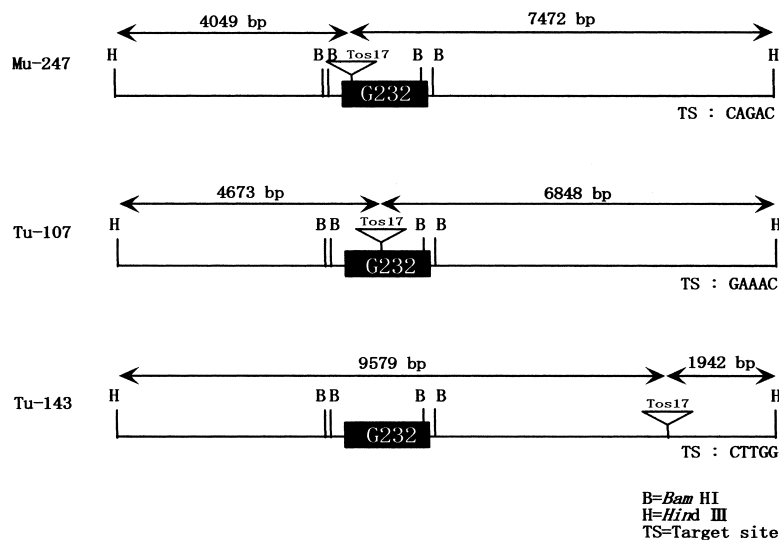 4049 bp 7472 bp
H B B Tos17 B B H
Mu-247
G232
TS : CAGAC
4673 bp 6848 bp
H B B Tos17 B B H
Tu-107
G232
TS : GAAAC
9579 bp 1942 bp
H B B B B Tos17 H
Tu-143
G232
TS : CTTGG
B=Bam HI
H=Hind III
TS=Target site